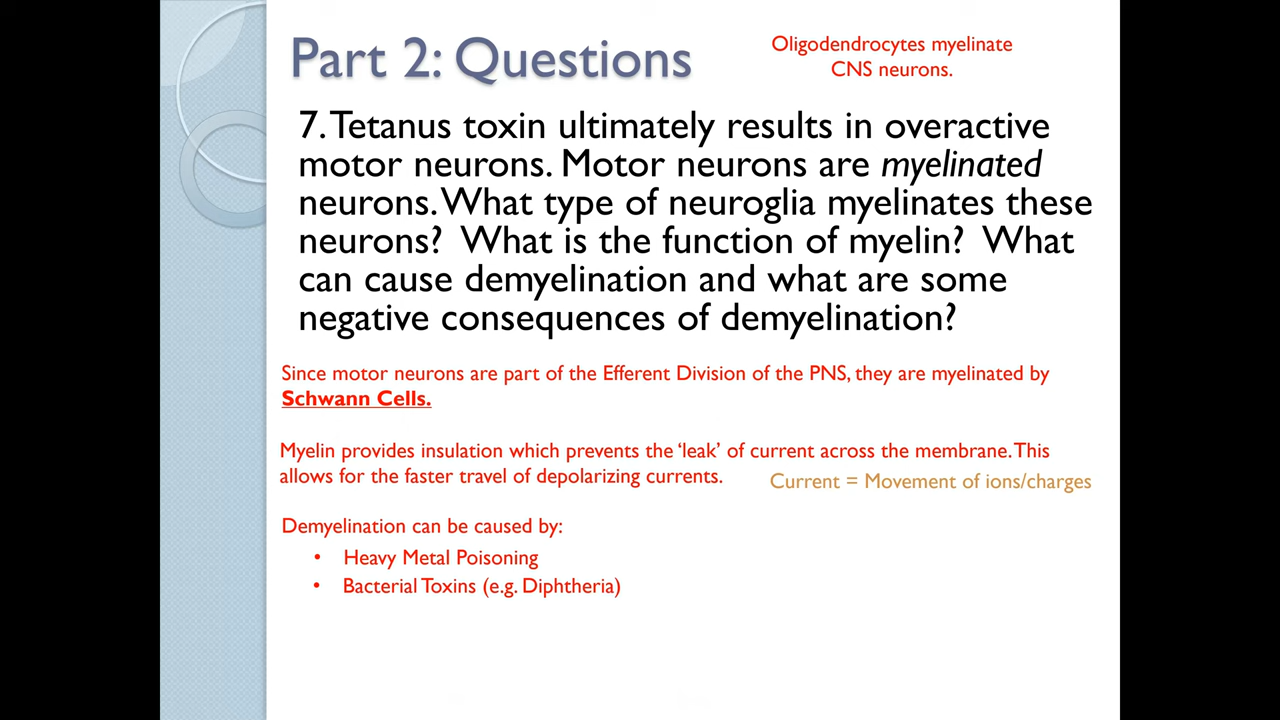 Part 2: Questions
Oligodendrocytes myelinate
CNS neurons.
7. Tetanus toxin ultimately results in overactive
motor neurons. Motor neurons are myelinated
neurons. What type of neuroglia myelinates these
neurons? What is the function of myelin? What
can cause demyelination and what are some
negative consequences of demyelination?
Since motor neurons are part of the Efferent Division of the PNS, they are myelinated by
Schwann Cells.
Myelin provides insulation which prevents the ‘leak’ of current across the membrane. This
allows for the faster travel of depolarizing currents.
Current = Movement of ions/charges
Demyelination can be caused by:
• Heavy Metal Poisoning
• Bacterial Toxins (e.g. Diphtheria)